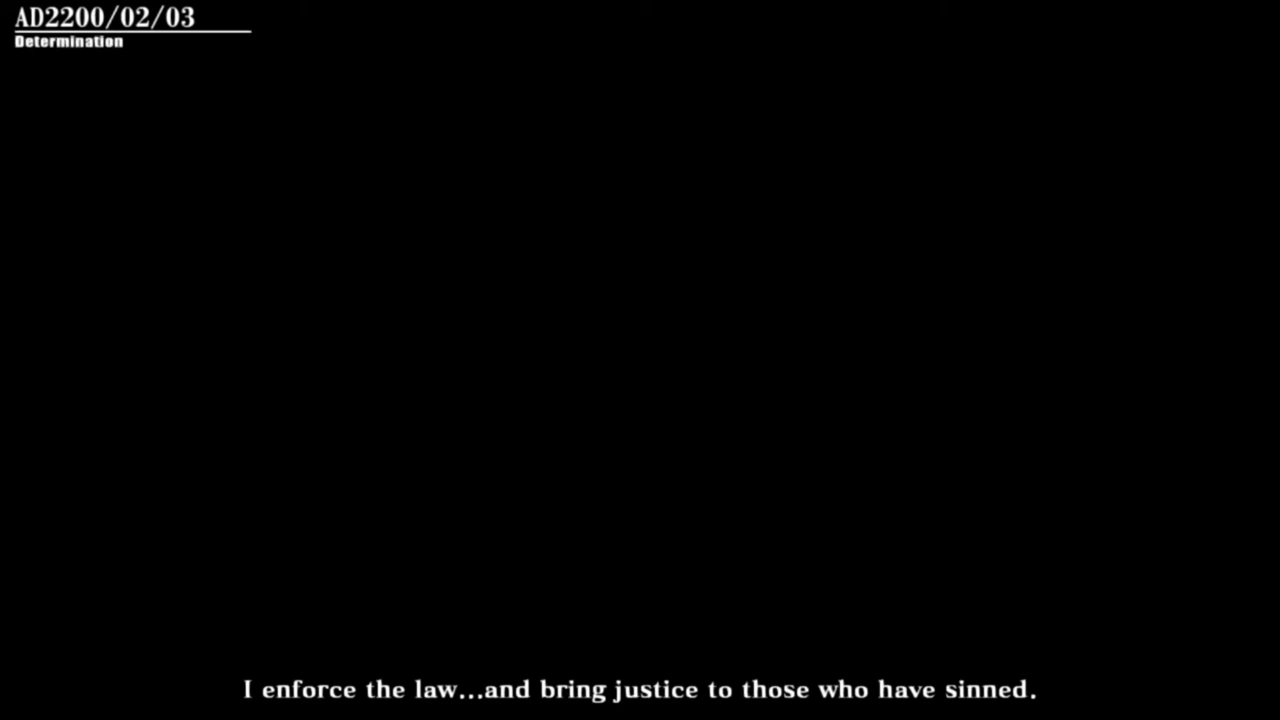 AD2200/02/03
Determination
I enforce the law...and bring justice to those who have sinned.